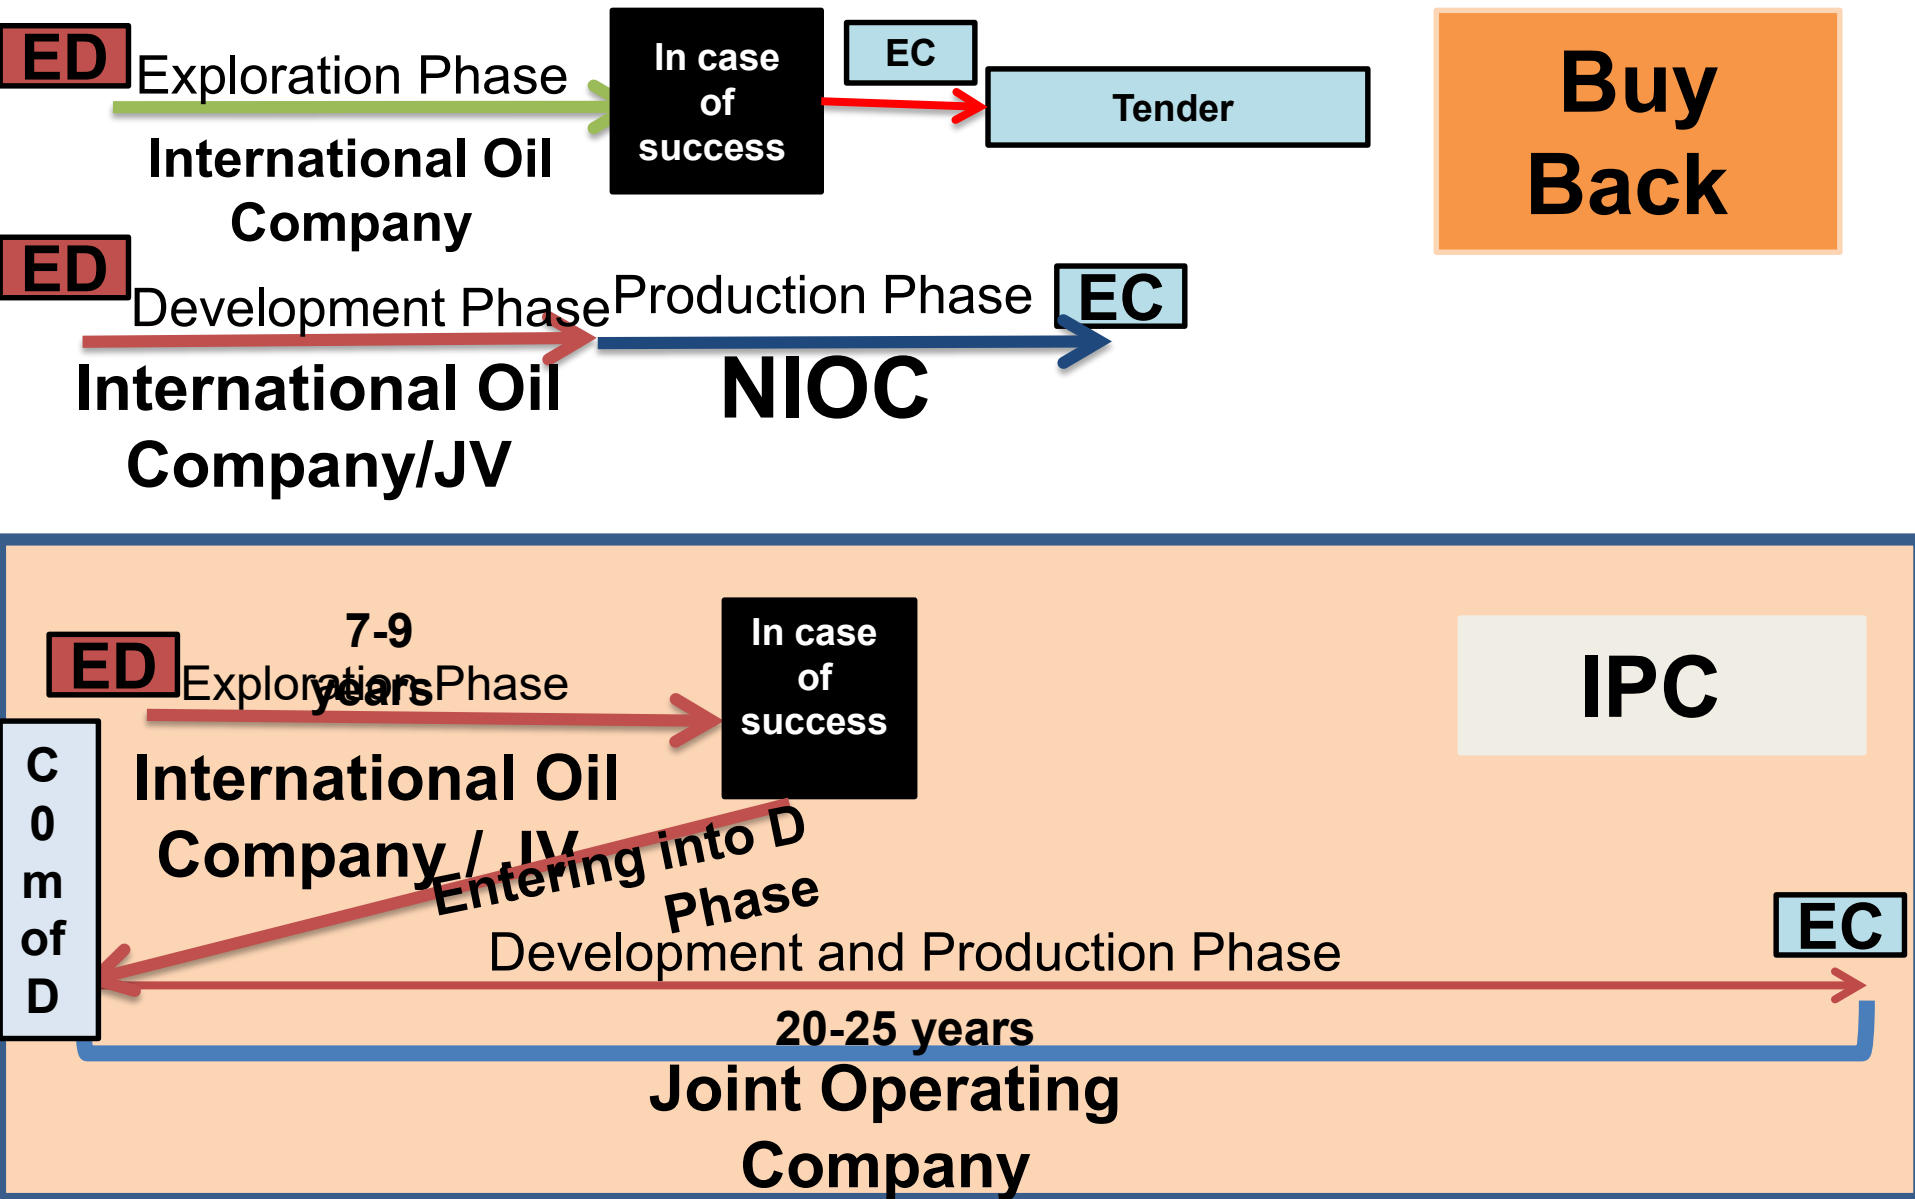 ED
Exploration Phase
International Oil
Company
In case
of
success
EC
Tender
Buy
Back
ED
Development Phase
International Oil
Company/JV
Production Phase
NIOC
EC
7-9
years
ED
Exploration Phase
International Oil
Company / JV
In case
of
success
IPC
C
0
m
of
D
Entering into D
Phase
Development and Production Phase
EC
20-25 years
Joint Operating
Company